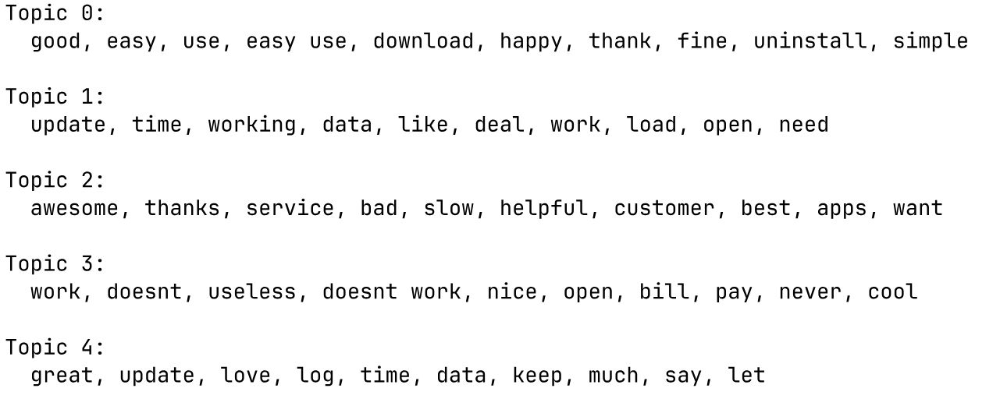 Topic 0:
good, easy, use, easy use, download, happy, thank, fine, uninstall, simple
Topic 1:
update, time, working, data, like, deal, work, load, open, need
Topic 2:
awesome, thanks, service, bad, slow, helpful, customer, best, apps, want
Topic 3:
work, doesnt, useless, doesnt work, nice, open, bill, pay, never, cool
Topic 4:
great, update, love, log, time, data, keep, much, say, let